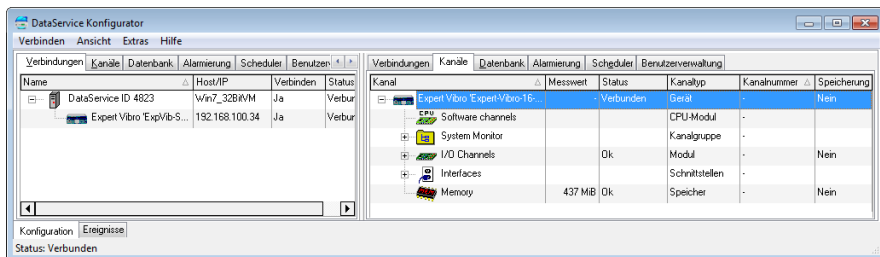 DataService Konfigurator
Verbinden Ansicht Extras Hilfe
Verbindungen Kanäle Datenbank Alarmierung Scheduler Benutzer
Name Host/IP Verbinden Status
DataService ID 4823 Win7_32BitVM Ja Verbur
Expert Vibro 'ExpVib-S... 192.168.100.34 Ja Verbur
Verbindungen Kanäle Datenbank Alarmierung Scheduler Benutzerverwaltung
Kanal Messwert Status Kanaltyp Kanalnummer Speicherung
Expert Vibro 'Expert-Vibro-16-... - Verbunden Gerät - Nein
CPU Software channels CPU-Modul -
System Monitor Kanalgruppe -
I/O Channels Ok Modul - Nein
Interfaces Schnittstellen -
Memory 437 MiB Ok Speicher - Nein
Konfiguration Ereignisse
Status: Verbunden